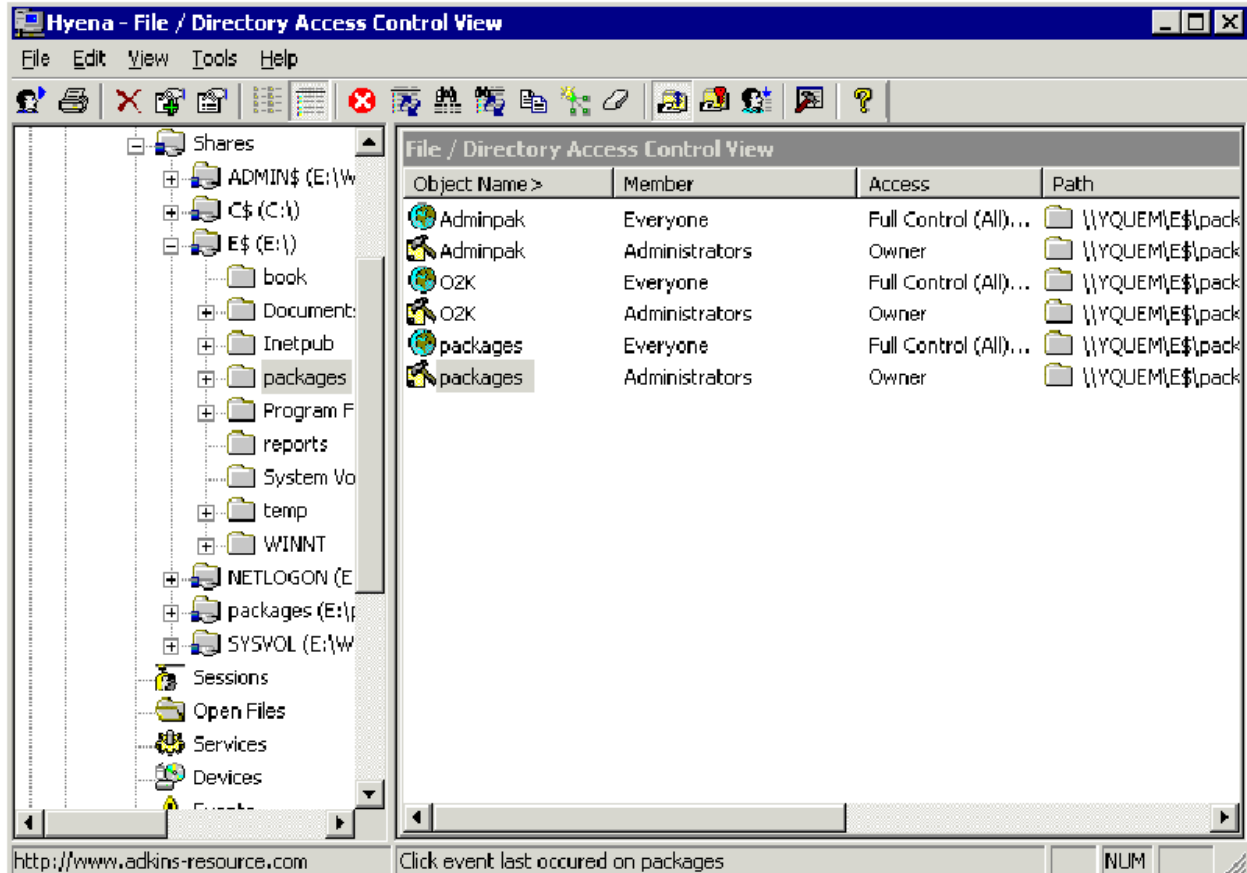 Hyena - File / Directory Access Control View
File Edit View Tools Help
Shares
ADMIN$ (E:\W
C$ (C:\)
E$ (E:\)
book
Documents
Inetpub
packages
Program F
reports
System Vo
temp
WINNT
NETLOGON (E
packages (E:\p
SYSVOL (E:\W
Sessions
Open Files
Services
Devices
Events
File / Directory Access Control View
Object Name > Member Access Path
Adminpak Everyone Full Control (All)... \\YQUEM\E$\pack
Adminpak Administrators Owner \\YQUEM\E$\pack
O2K Everyone Full Control (All)... \\YQUEM\E$\pack
O2K Administrators Owner \\YQUEM\E$\pack
packages Everyone Full Control (All)... \\YQUEM\E$\pack
packages Administrators Owner \\YQUEM\E$\pack
http://www.adkins-resource.com Click event last occured on packages NUM